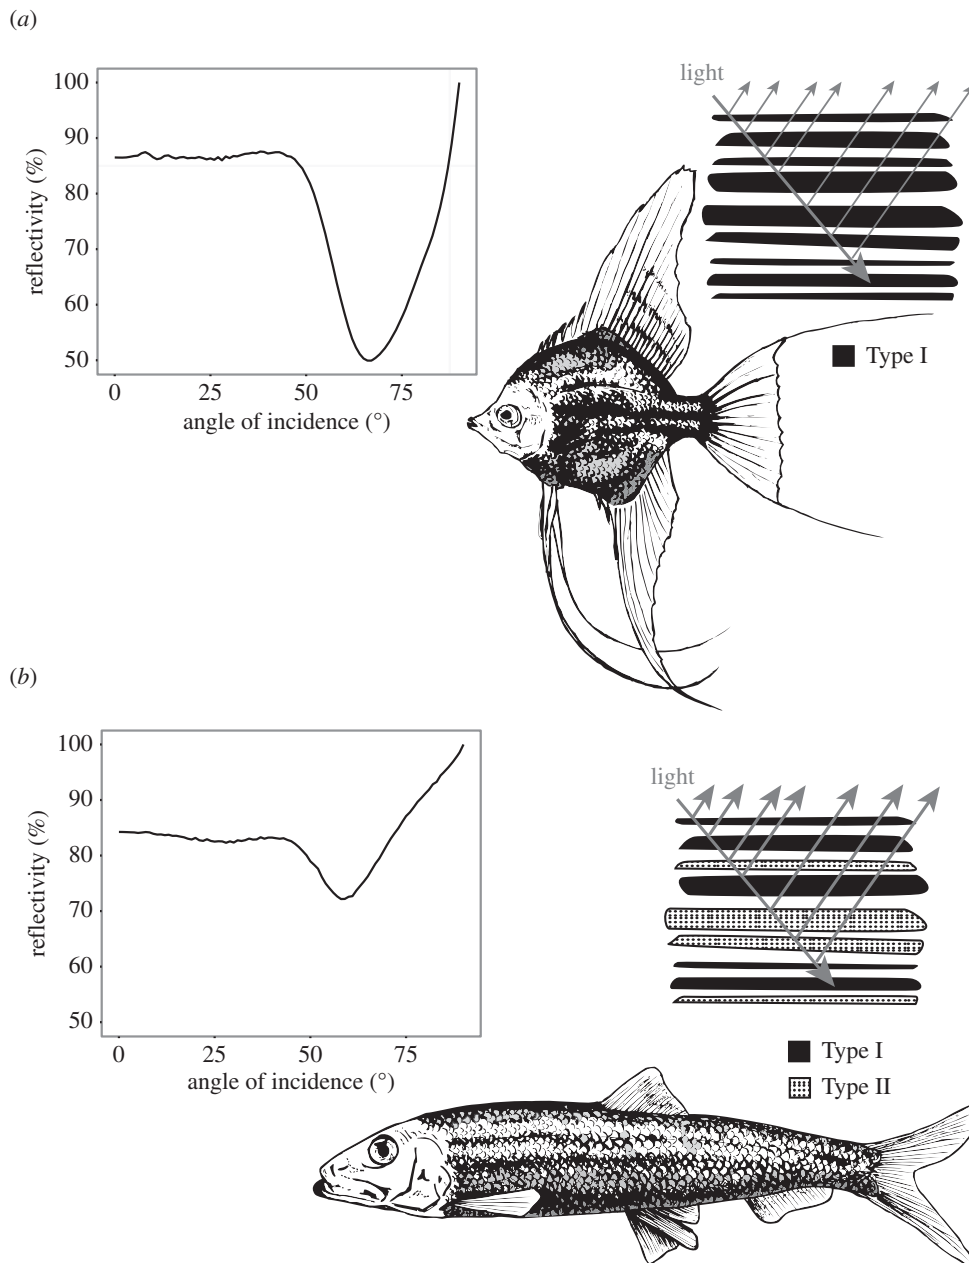 (a)
100
90
80
70
60
50
reflectivity (%)
0 25 50 75
angle of incidence (°)
light
Type I
(b)
100
90
80
70
60
50
reflectivity (%)
0 25 50 75
angle of incidence (°)
light
Type I
Type II